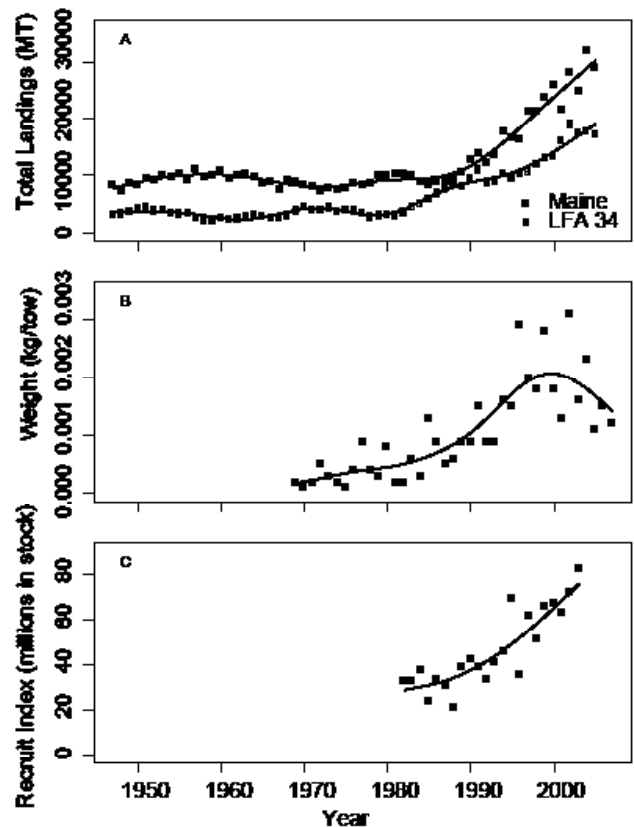 A
Total Landings (MT)
30000
20000
10000
0
Maine
LFA 34
B
Weight (kg/tow)
0.003
0.002
0.001
0.000
C
Recruit Index (millions in stock)
80
60
40
20
0
1950 1960 1970 1980 1990 2000
Year